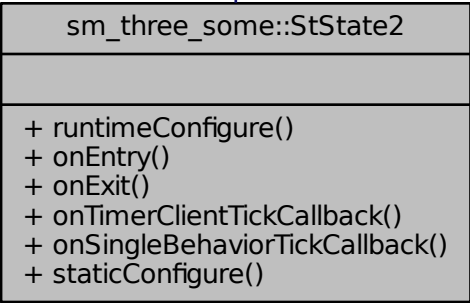 sm_three_some::StState2
+ runtimeConfigure()
+ onEntry()
+ onExit()
+ onTimerClientTickCallback()
+ onSingleBehaviorTickCallback()
+ staticConfigure()